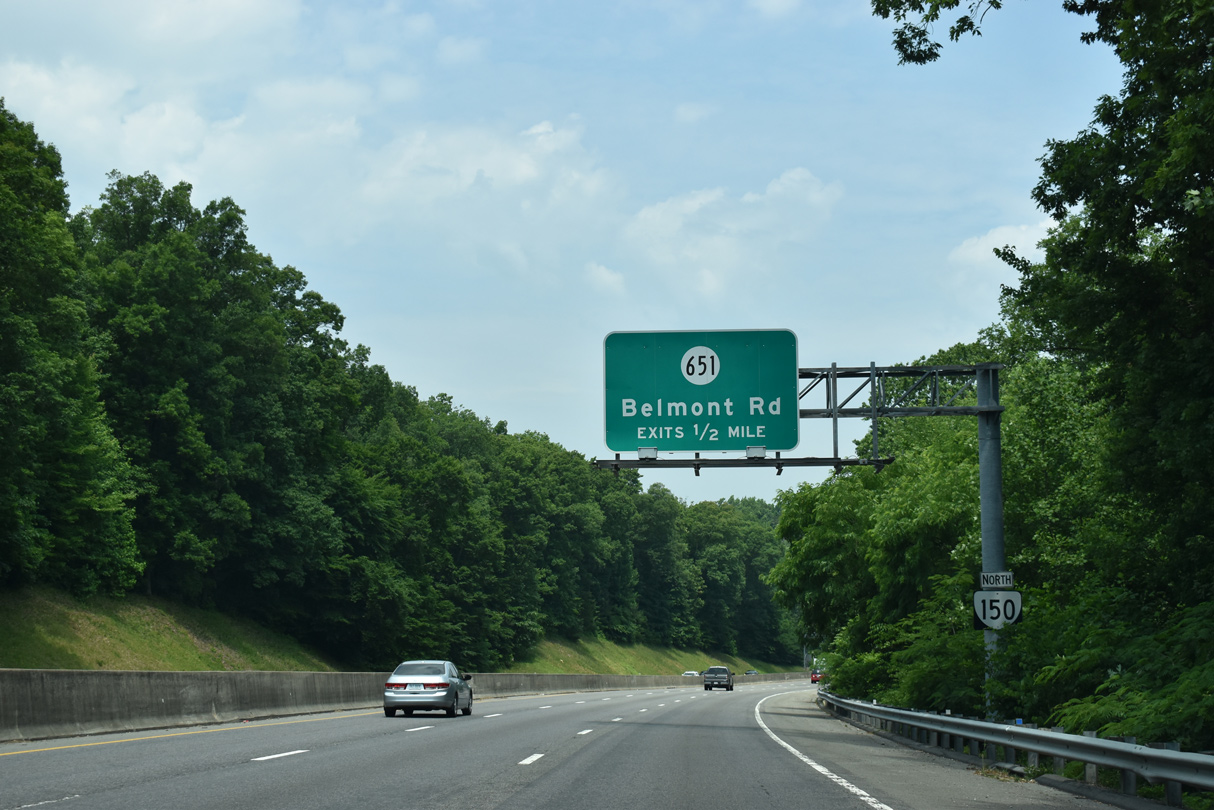 651
Belmont Rd
EXITS 1/2 MILE
NORTH
150